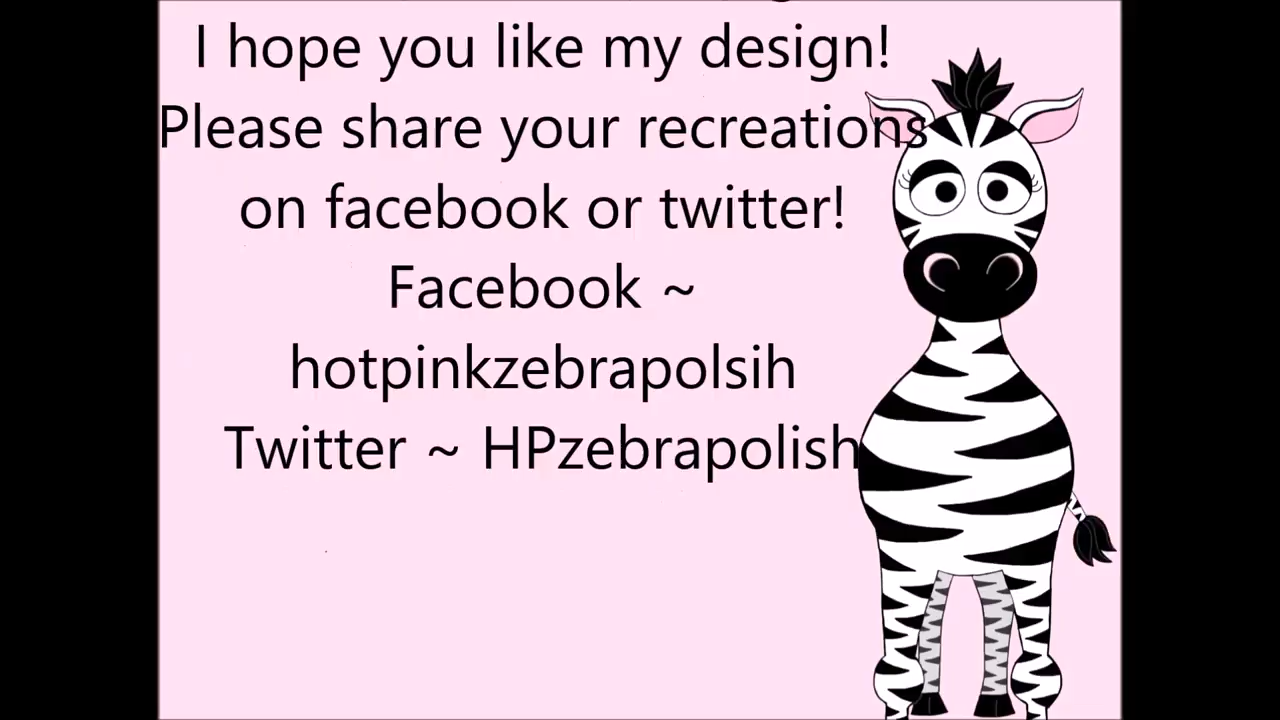 I hope you like my design!
Please share your recreations
on facebook or twitter!
Facebook ~
hotpinkzebrapolsih
Twitter ~ HPzebrapolish